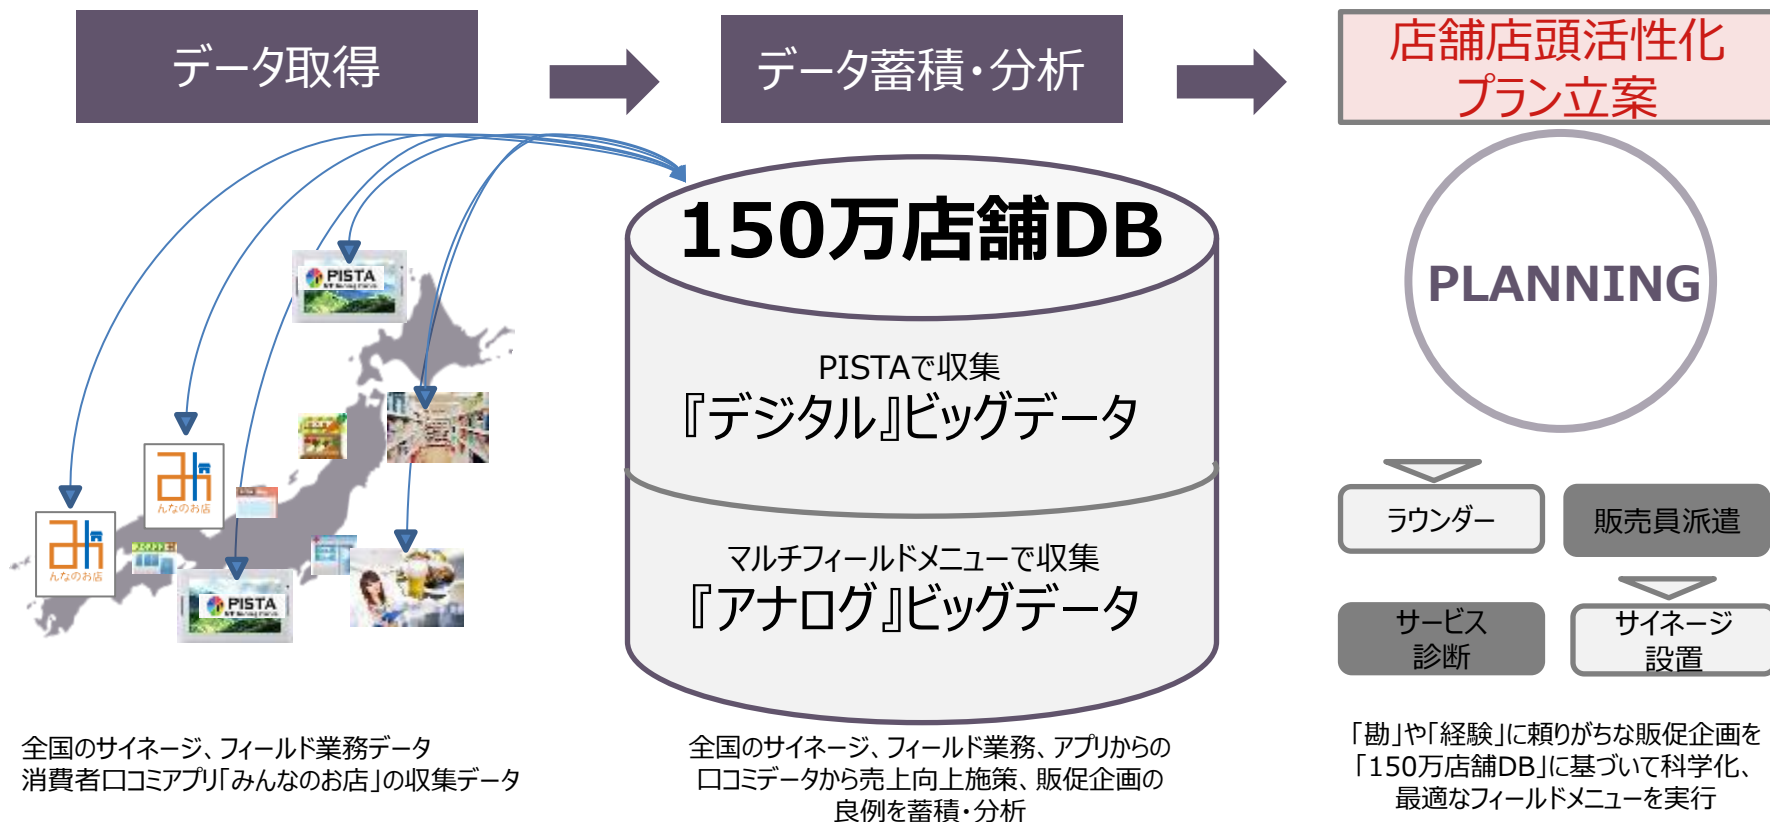 データ取得
データ蓄積・分析
店舗店頭活性化
プラン立案
150万店舗DB
PISTAで収集
『デジタル』ビッグデータ
マルチフィールドメニューで収集
『アナログ』ビッグデータ
PISTA
み
んなのお店
み
んなのお店
PISTA
PLANNING
ラウンダー
販売員派遣
サービス
診断
サイネージ
設置
全国のサイネージ、フィールド業務データ
消費者口コミアプリ「みんなのお店」の収集データ
全国のサイネージ、フィールド業務、アプリからの
口コミデータから売上向上施策、販促企画の
良例を蓄積・分析
「勘」や「経験」に頼りがちな販促企画を
「150万店舗DB」に基づいて科学化、
最適なフィールドメニューを実行